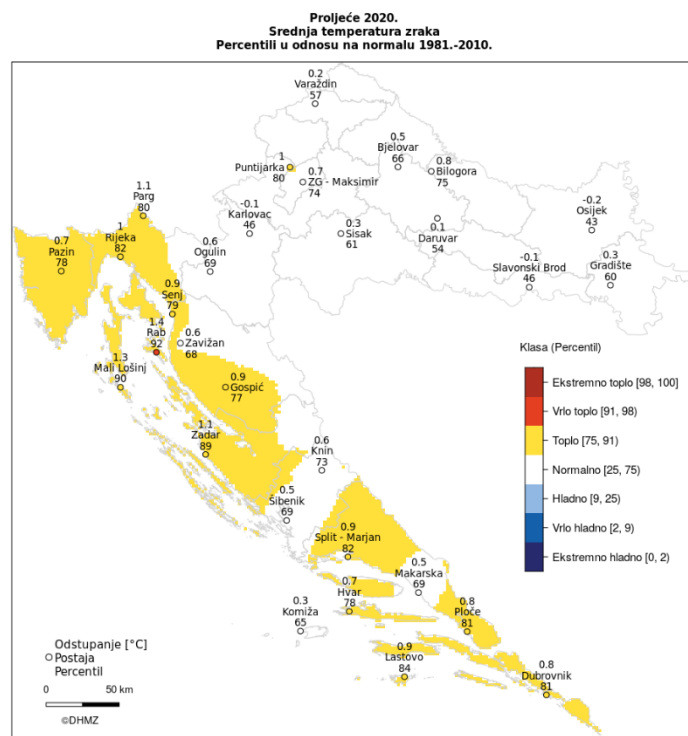 Proljeće 2020.
Srednja temperatura zraka
Percentili u odnosu na normalu 1981.-2010.
0.2
Varaždin
57
0.5
Bjelovar
66
1
Puntijarka
80
0.7
ZG - Maksimir
74
0.8
Bilogora
75
1.1
Parg
80
-0.1
Karlovac
46
-0.2
Osijek
43
1
Rijeka
82
0.7
Pazin
78
0.6
Ogulin
69
0.3
Sisak
61
0.1
Daruvar
54
-0.1
Slavonski Brod
46
0.3
Gradište
60
0.9
Senj
79
1.4
Rab
92
0.6
Zavižan
68
1.3
Mali Lošinj
90
0.9
Gospić
77
1.1
Zadar
89
0.6
Knin
73
0.5
Šibenik
69
0.9
Split - Marjan
82
0.5
Makarska
69
0.7
Hvar
78
0.3
Komiža
65
0.8
Ploče
81
0.9
Lastovo
84
0.8
Dubrovnik
81
Klasa (Percentil)
Ekstremno toplo [98, 100]
Vrlo toplo [91, 98)
Toplo [75, 91)
Normalno [25, 75)
Hladno [9, 25)
Vrlo hladno [2, 9)
Ekstremno hladno [0, 2)
Odstupanje [°C]
Postaja
Percentil
0 50 km
©DHMZ